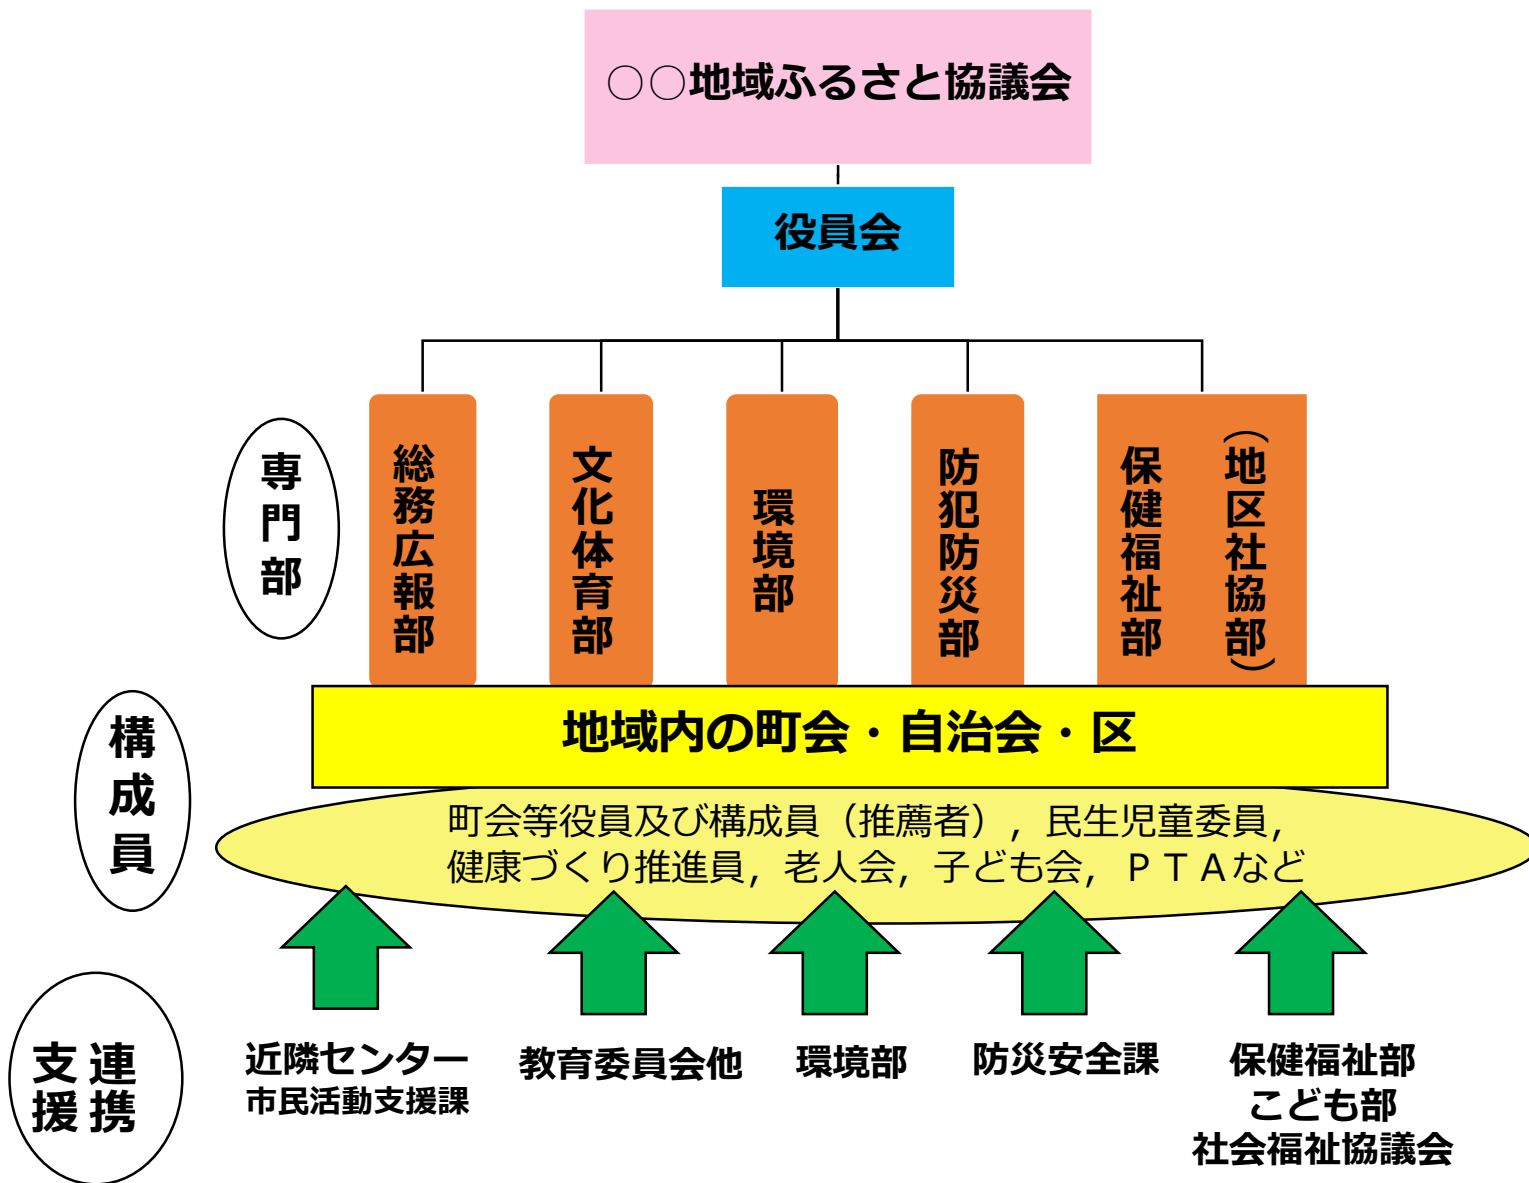 ○○地域ふるさと協議会
役員会
専門部
総務広報部
文化体育部
環境部
防犯防災部
保健福祉部
（地区社協部）
構成員
地域内の町会・自治会・区
町会等役員及び構成員（推薦者），民生児童委員，
健康づくり推進員，老人会，子ども会，ＰＴＡなど
連携
支援
近隣センター
市民活動支援課
教育委員会他
環境部
防災安全課
保健福祉部
こども部
社会福祉協議会